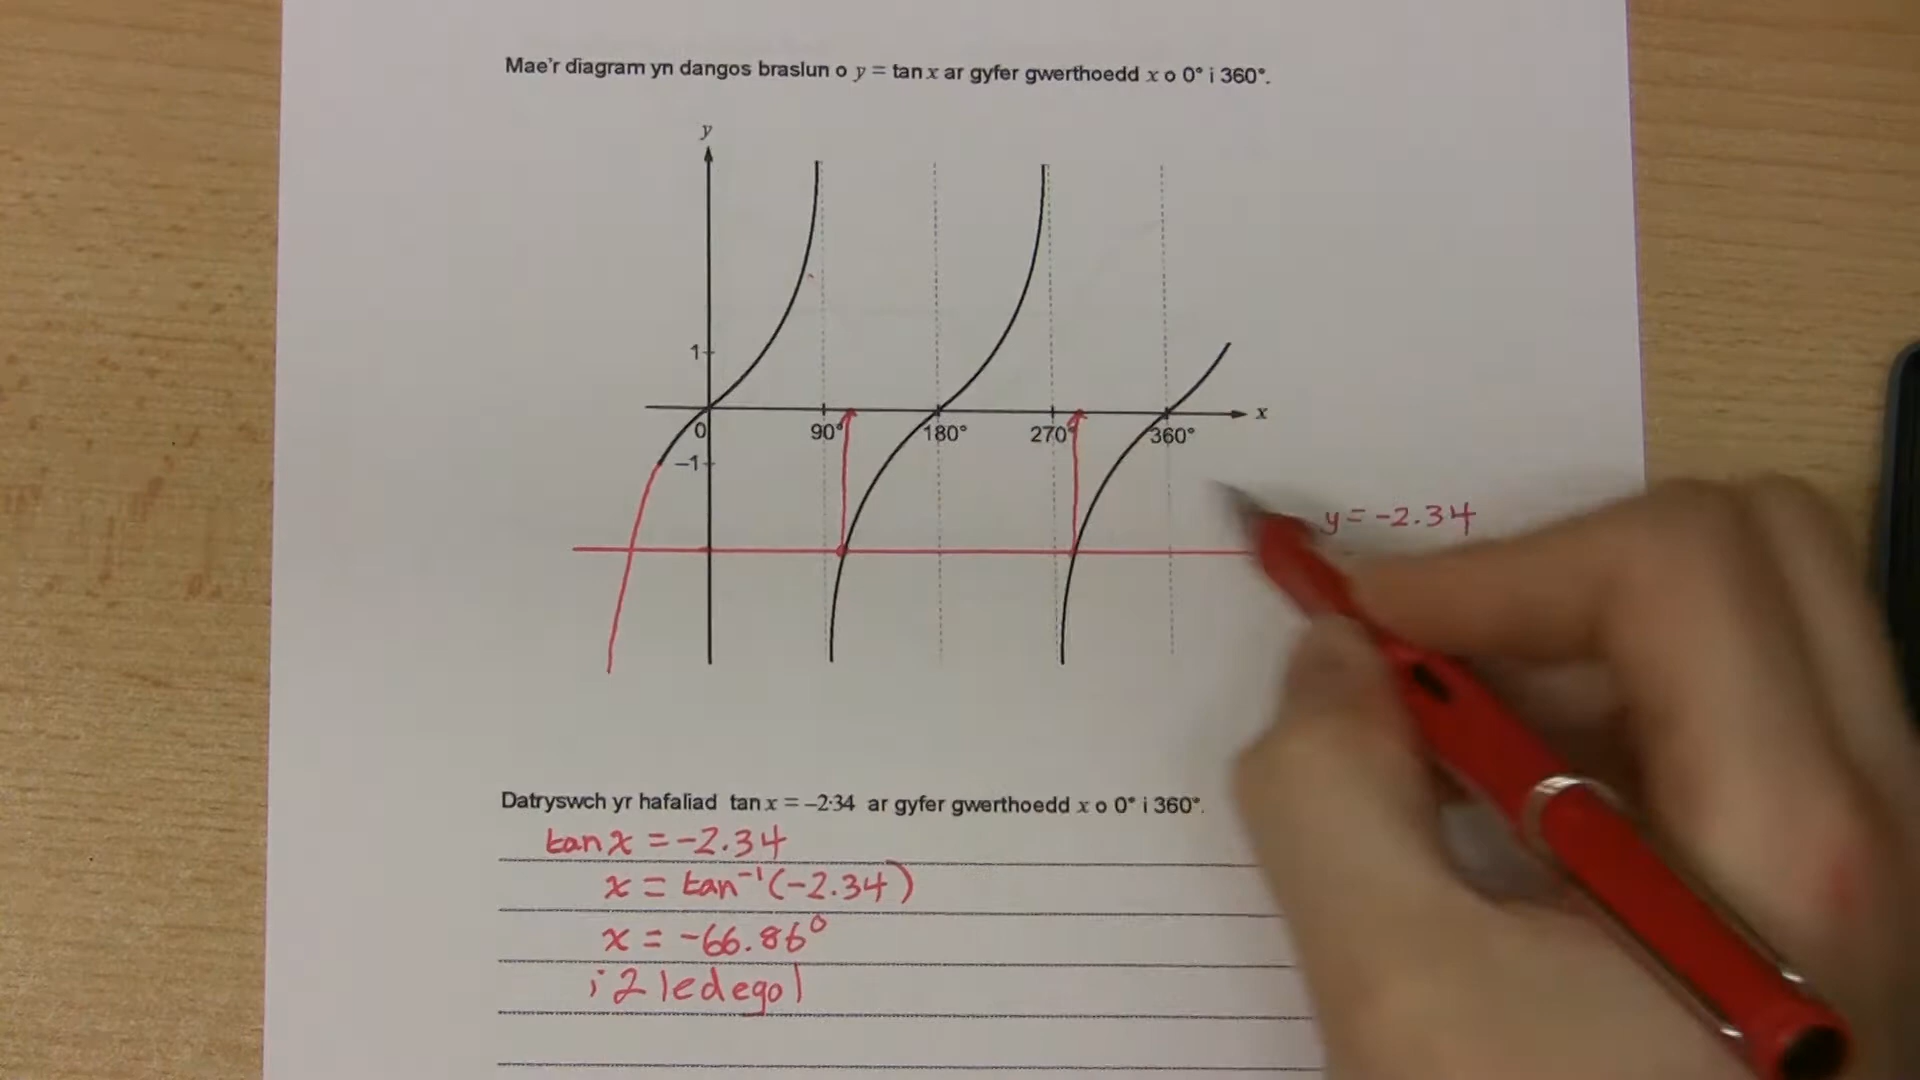 Mae'r diagram yn dangos braslun o y = tan x ar gyfer gwerthoedd x o 0° i 360°.
y
1
x
0
90°
180°
270°
360°
–1
y = -2.34
Datryswch yr hafaliad tan x = –2·34 ar gyfer gwerthoedd x o 0° i 360°.
tan x = -2.34
x = tan⁻¹(-2.34)
x = -66.86°
i 2 le degol